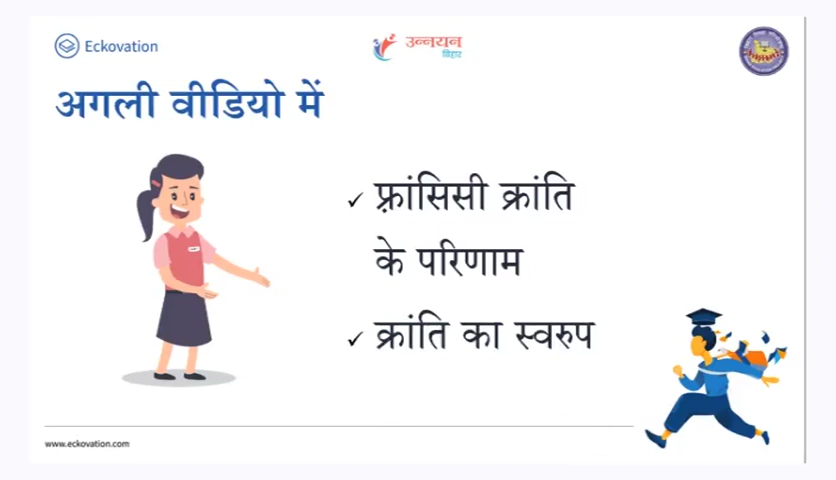 Eckovation
उन्नयन
बिहार
अगली वीडियो में
✓ फ़्रांसिसी क्रांति
के परिणाम
✓ क्रांति का स्वरुप
www.eckovation.com